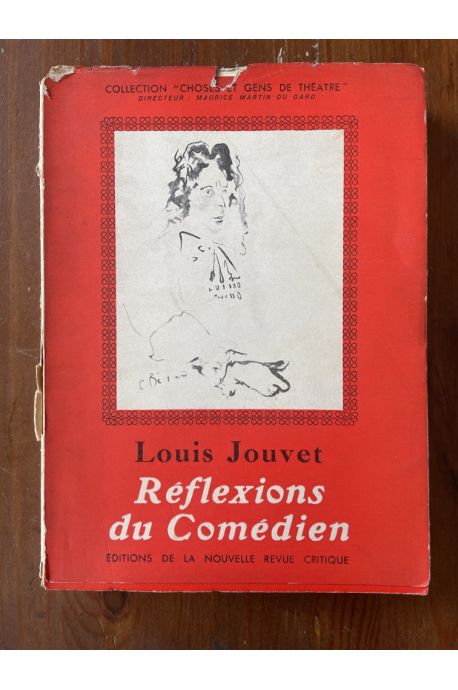 COLLECTION "CHOSES ET GENS DE THÉATRE"
DIRECTEUR : MAURICE MARTIN DU GARD
C. Bérard
Louis Jouvet
Réflexions
du Comédien
ÉDITIONS DE LA NOUVELLE REVUE CRITIQUE